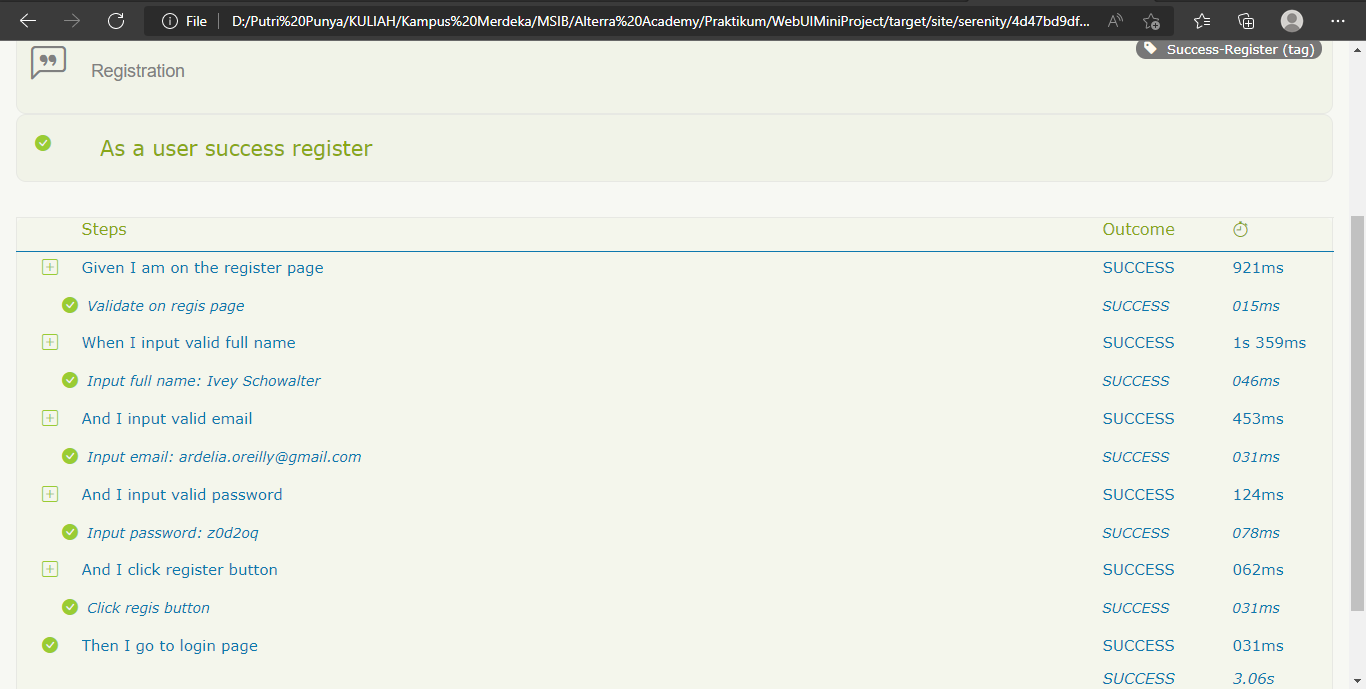 File D:/Putri%20Punya/KULIAH/Kampus%20Merdeka/MSIB/Alterra%20Academy/Praktikum/WebUIMiniProject/target/site/serenity/4d47bd9df...
Success-Register (tag)
Registration
As a user success register
Steps Outcome
Given I am on the register page SUCCESS 921ms
Validate on regis page SUCCESS 015ms
When I input valid full name SUCCESS 1s 359ms
Input full name: Ivey Schowalter SUCCESS 046ms
And I input valid email SUCCESS 453ms
Input email: ardelia.oreilly@gmail.com SUCCESS 031ms
And I input valid password SUCCESS 124ms
Input password: z0d2oq SUCCESS 078ms
And I click register button SUCCESS 062ms
Click regis button SUCCESS 031ms
Then I go to login page SUCCESS 031ms
SUCCESS 3.06s